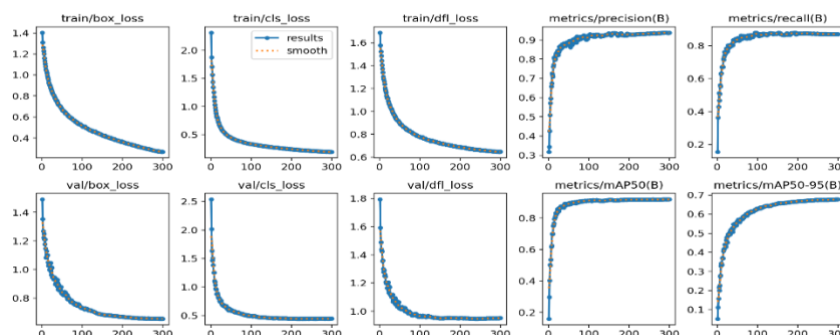 train/box_loss
train/cls_loss
train/dfl_loss
metrics/precision(B)
metrics/recall(B)
1.4
1.2
1.0
0.8
0.6
0.4
0 100 200 300
2.0
1.5
1.0
0.5
results
smooth
0 100 200 300
1.6
1.4
1.2
1.0
0.8
0.6
0 100 200 300
0.9
0.8
0.7
0.6
0.5
0.4
0.3
0 100 200 300
0.8
0.6
0.4
0.2
0 100 200 300
val/box_loss
val/cls_loss
val/dfl_loss
metrics/mAP50(B)
metrics/mAP50-95(B)
1.4
1.2
1.0
0.8
0 100 200 300
2.5
2.0
1.5
1.0
0.5
0 100 200 300
1.8
1.6
1.4
1.2
1.0
0 100 200 300
0.8
0.6
0.4
0.2
0 100 200 300
0.7
0.6
0.5
0.4
0.3
0.2
0.1
0 100 200 300